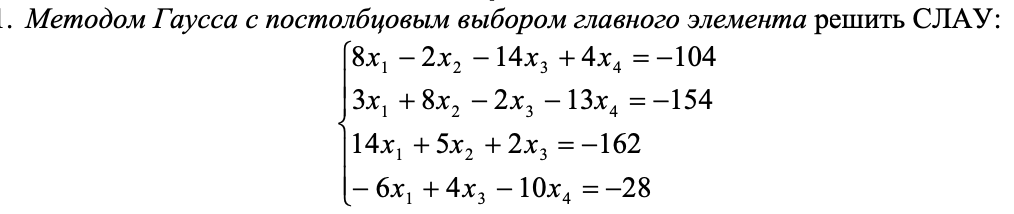 1. Методом Гаусса с постолбцовым выбором главного элемента решить СЛАУ:
8x₁ − 2x₂ − 14x₃ + 4x₄ = −104
3x₁ + 8x₂ − 2x₃ − 13x₄ = −154
14x₁ + 5x₂ + 2x₃ = −162
− 6x₁ + 4x₃ − 10x₄ = −28